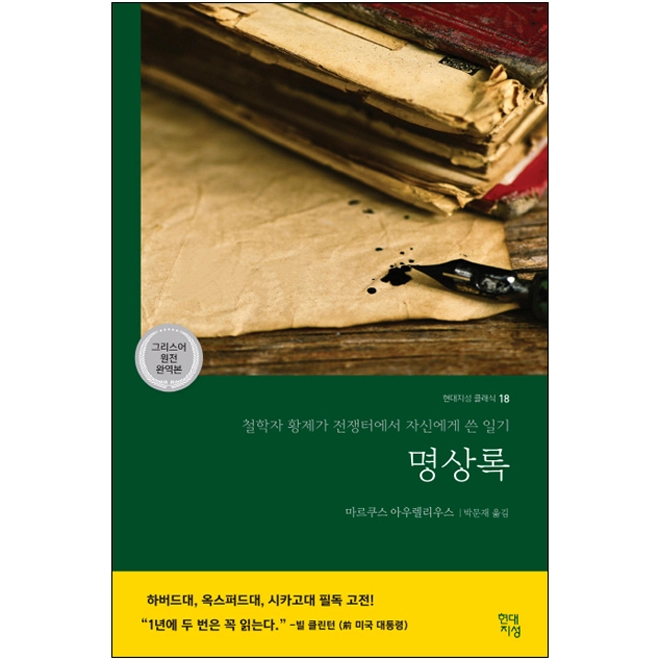 그리스어
원전
완역본
현대지성 클래식 18
철학자 황제가 전쟁터에서 자신에게 쓴 일기
명상록
마르쿠스 아우렐리우스 | 박문재 옮김
하버드대, 옥스퍼드대, 시카고대 필독 고전!
“1년에 두 번은 꼭 읽는다.” –빌 클린턴 (前 미국 대통령)
현대
지성